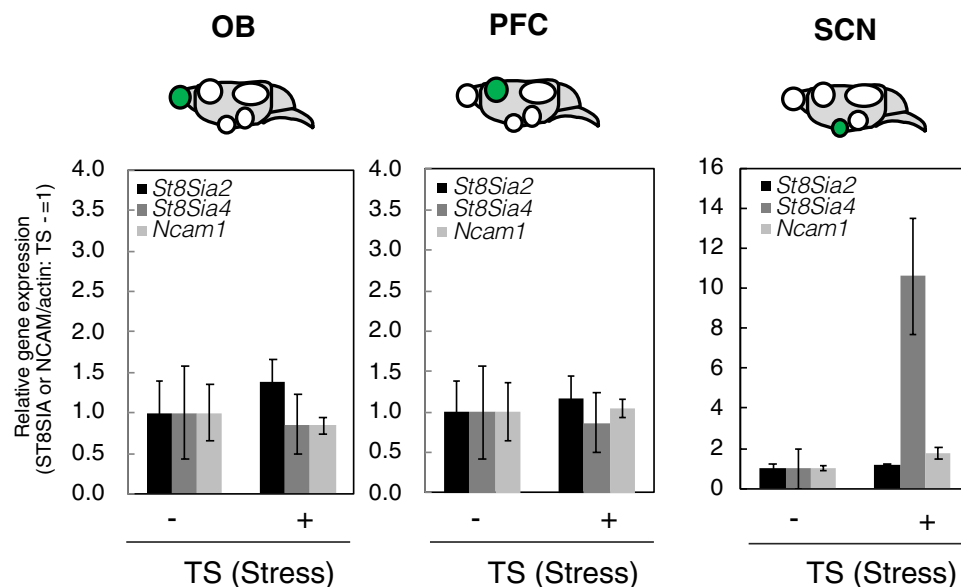 OB
PFC
SCN
Relative gene expression
(ST8SIA or NCAM/actin: TS -=1)
4.0
3.5
3.0
2.5
2.0
1.5
1.0
0.5
0.0
St8Sia2
St8Sia4
Ncam1
- +
TS (Stress)
4.0
3.5
3.0
2.5
2.0
1.5
1.0
0.5
0.0
St8Sia2
St8Sia4
Ncam1
- +
TS (Stress)
16
14
12
10
8
6
4
2
0
St8Sia2
St8Sia4
Ncam1
- +
TS (Stress)